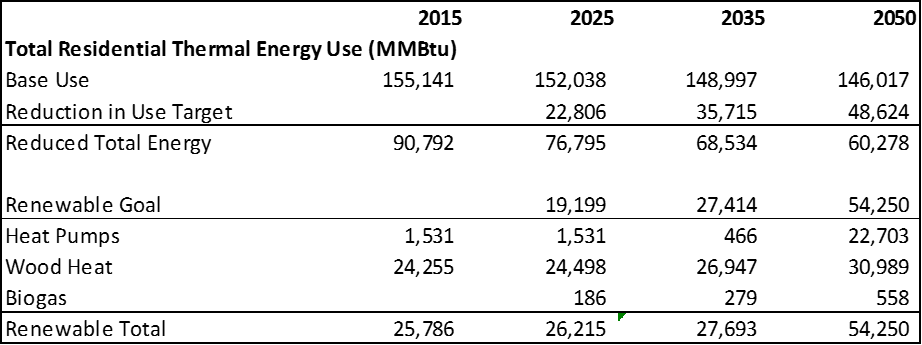 2015 2025 2035 2050
Total Residential Thermal Energy Use (MMBtu)
Base Use 155,141 152,038 148,997 146,017
Reduction in Use Target 22,806 35,715 48,624
Reduced Total Energy 90,792 76,795 68,534 60,278
Renewable Goal 19,199 27,414 54,250
Heat Pumps 1,531 1,531 466 22,703
Wood Heat 24,255 24,498 26,947 30,989
Biogas 186 279 558
Renewable Total 25,786 26,215 27,693 54,250